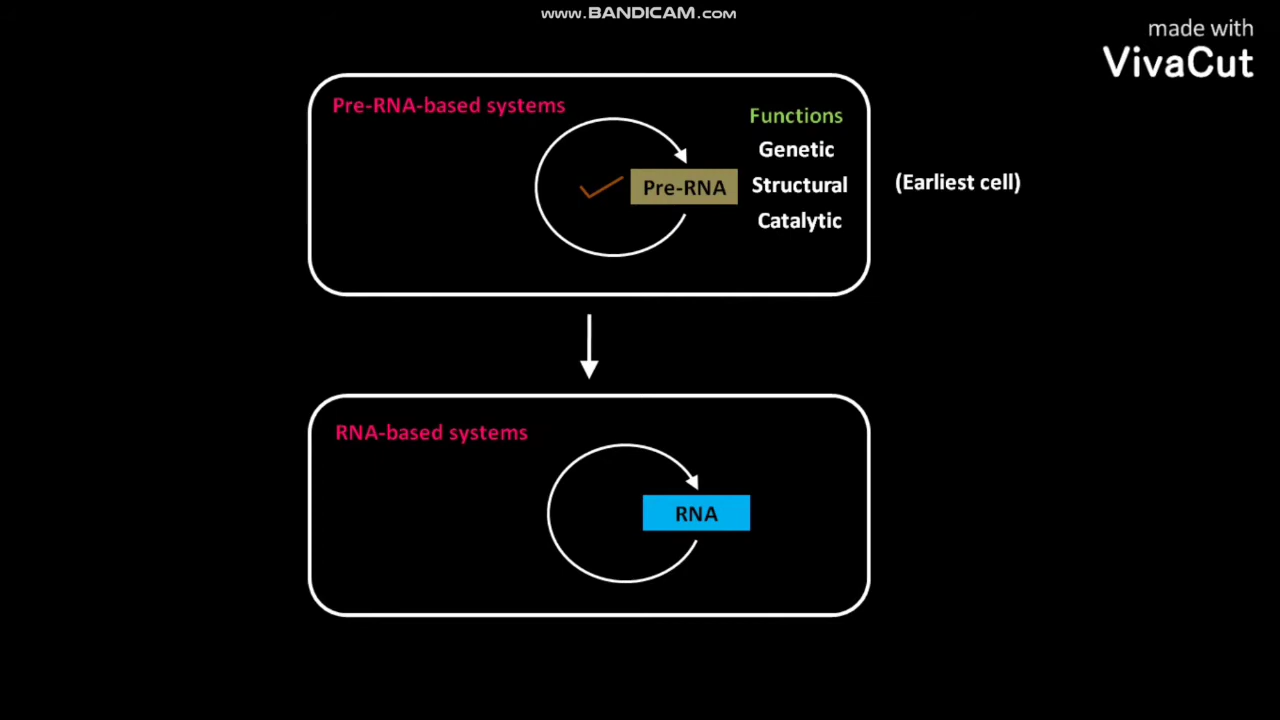 www.BANDICAM.com
made with
VivaCut
Pre-RNA-based systems
Functions
Genetic
Pre-RNA
Structural
(Earliest cell)
Catalytic
RNA-based systems
RNA